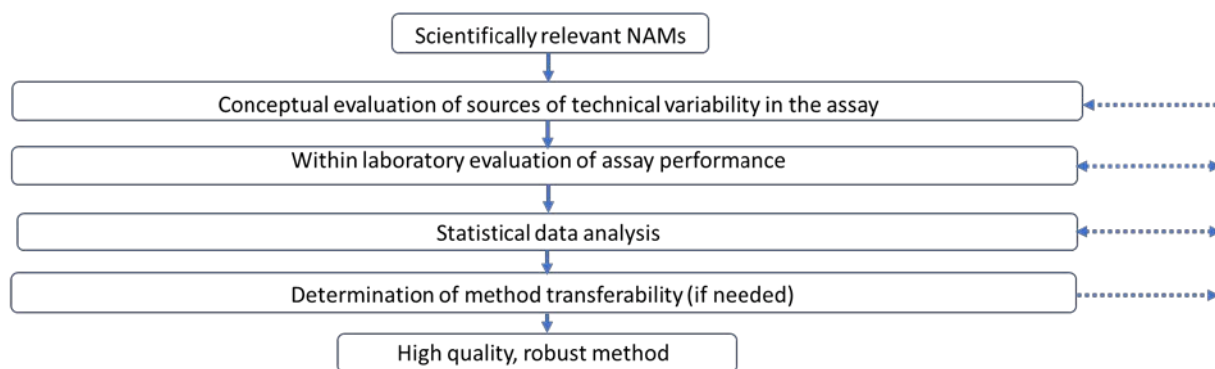 Scientifically relevant NAMs
Conceptual evaluation of sources of technical variability in the assay
Within laboratory evaluation of assay performance
Statistical data analysis
Determination of method transferability (if needed)
High quality, robust method